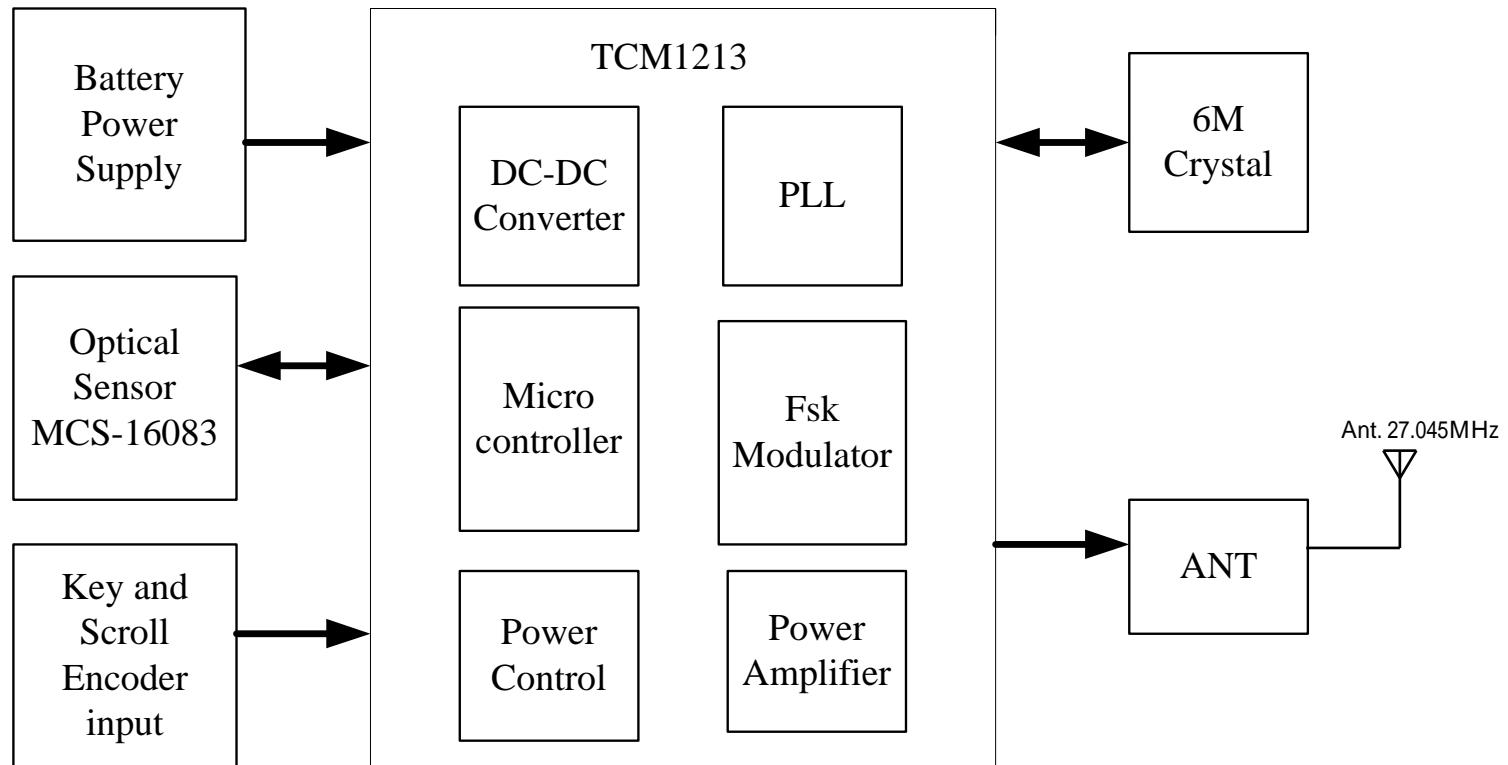 Battery
Power
Supply
Optical
Sensor
MCS-16083
Key and
Scroll
Encoder
input
TCM1213
DC-DC
Converter
PLL
Micro
controller
Fsk
Modulator
Power
Control
Power
Amplifier
6M
Crystal
Ant. 27.045MHz
ANT